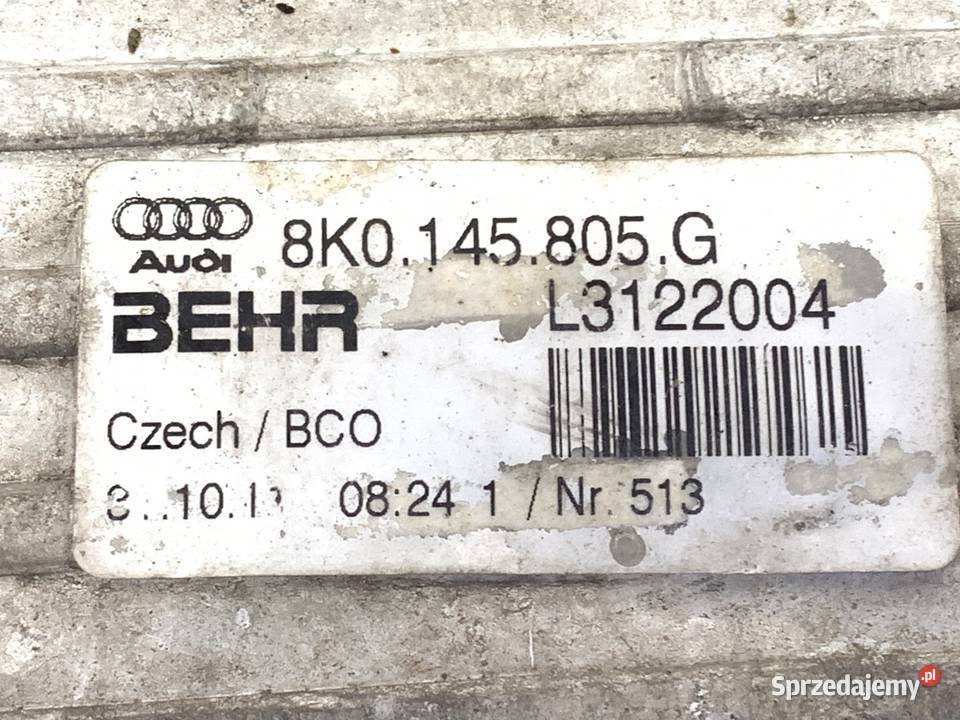 8K0.145.805.G
Audi
BEHR
L3122004
Czech / BCO
08:24 1 / Nr. 513
Sprzedajemy.pl